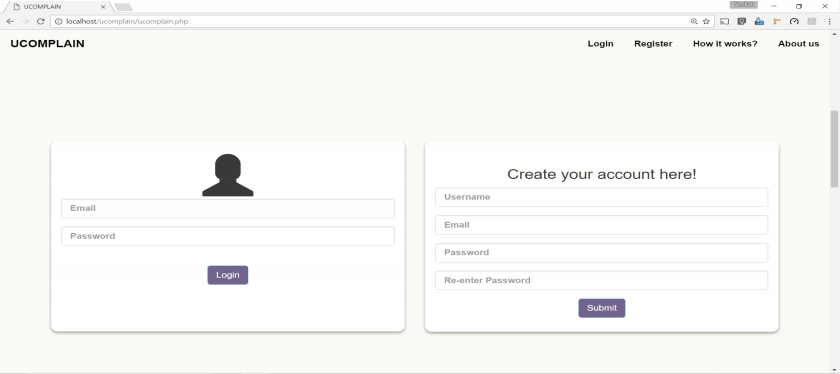 UCOMPLAIN
localhost/ucomplain/ucomplain.php
UCOMPLAIN
Login Register How it works? About us
Email
Password
Login
Create your account here!
Username
Email
Password
Re-enter Password
Submit